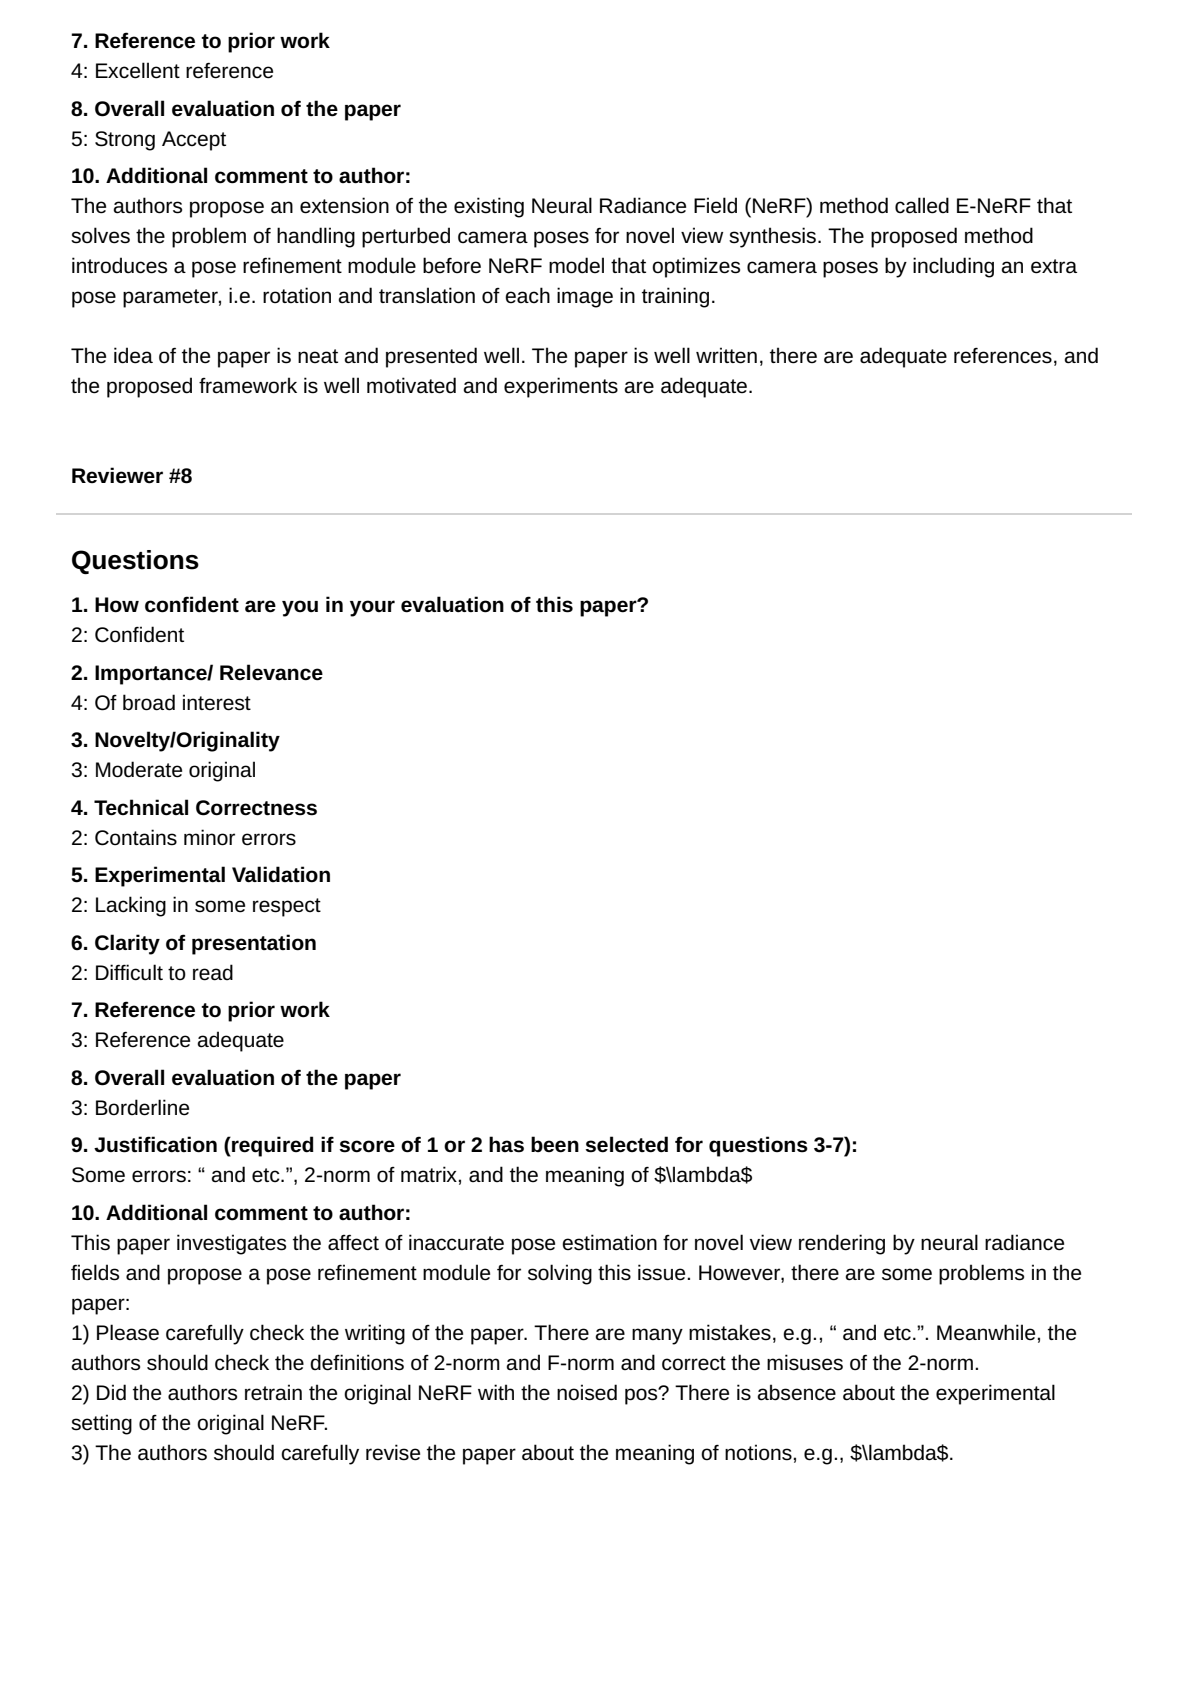 7. Reference to prior work
4: Excellent reference
8. Overall evaluation of the paper
5: Strong Accept
10. Additional comment to author:
The authors propose an extension of the existing Neural Radiance Field (NeRF) method called E-NeRF that
solves the problem of handling perturbed camera poses for novel view synthesis. The proposed method
introduces a pose refinement module before NeRF model that optimizes camera poses by including an extra
pose parameter, i.e. rotation and translation of each image in training.
The idea of the paper is neat and presented well. The paper is well written, there are adequate references, and
the proposed framework is well motivated and experiments are adequate.
Reviewer #8
Questions
1. How confident are you in your evaluation of this paper?
2: Confident
2. Importance/ Relevance
4: Of broad interest
3. Novelty/Originality
3: Moderate original
4. Technical Correctness
2: Contains minor errors
5. Experimental Validation
2: Lacking in some respect
6. Clarity of presentation
2: Difficult to read
7. Reference to prior work
3: Reference adequate
8. Overall evaluation of the paper
3: Borderline
9. Justification (required if score of 1 or 2 has been selected for questions 3-7):
Some errors: “ and etc.”, 2-norm of matrix, and the meaning of $\lambda$
10. Additional comment to author:
This paper investigates the affect of inaccurate pose estimation for novel view rendering by neural radiance
fields and propose a pose refinement module for solving this issue. However, there are some problems in the
paper:
1) Please carefully check the writing of the paper. There are many mistakes, e.g., “ and etc.”. Meanwhile, the
authors should check the definitions of 2-norm and F-norm and correct the misuses of the 2-norm.
2) Did the authors retrain the original NeRF with the noised pos? There is absence about the experimental
setting of the original NeRF.
3) The authors should carefully revise the paper about the meaning of notions, e.g., $\lambda$.